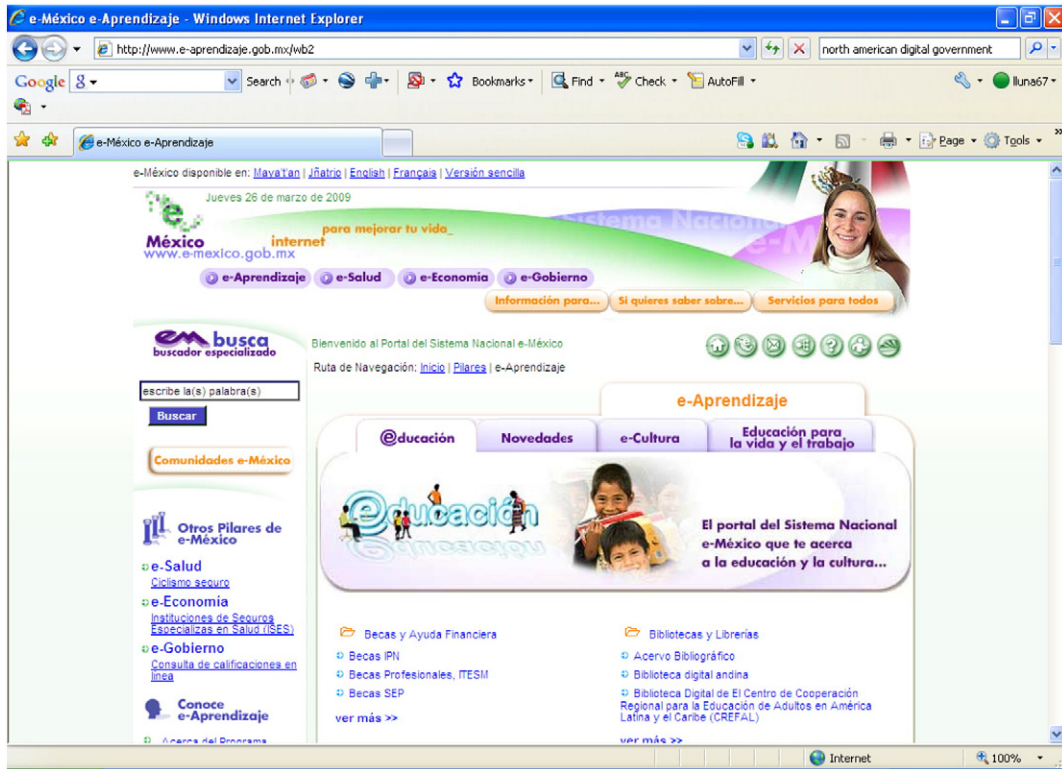 e-México e-Aprendizaje - Windows Internet Explorer
http://www.e-aprendizaje.gob.mx/wb2
north american digital government
Google
Search
Bookmarks
Find
Check
AutoFill
lluna67
e-México e-Aprendizaje
Page
Tools
e-México disponible en: MayaTan | Jñatrio | English | Français | Versión sencilla
Jueves 26 de marzo de 2009
para mejorar tu vida_
internet
México
www.e-mexico.gob.mx
Sistema Nacional
e-M
e-Aprendizaje e-Salud e-Economía e-Gobierno
Información para... Si quieres saber sobre... Servicios para todos
em busca
buscador especializado
Bienvenido al Portal del Sistema Nacional e-México
Ruta de Navegación: Inicio | Pilares | e-Aprendizaje
escribe la(s) palabra(s)
Buscar
e-Aprendizaje
@ducación Novedades e-Cultura Educación para
la vida y el trabajo
Comunidades e-México
@ducación
El portal del Sistema Nacional
e-México que te acerca
a la educación y la cultura...
Otros Pilares de
e-México
e-Salud
Ciclismo seguro
e-Economía
Instituciones de Seguros
Especializas en Salud (ISES)
e-Gobierno
Consulta de calificaciones en
línea
Conoce
e-Aprendizaje
Acerca del Programa
Becas y Ayuda Financiera
Becas IPN
Becas Profesionales, ITESM
Becas SEP
ver más >>
Bibliotecas y Librerías
Acervo Bibliográfico
Biblioteca digital andina
Biblioteca Digital de El Centro de Cooperación
Regional para la Educación de Adultos en América
Latina y el Caribe (CREFAL)
ver más >>
Internet
100%